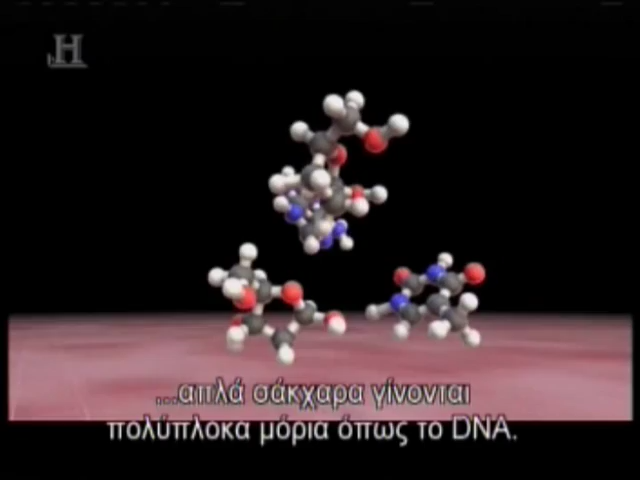 H
...απλά σάκχαρα γίνονται
πολύπλοκα μόρια όπως το DNA.